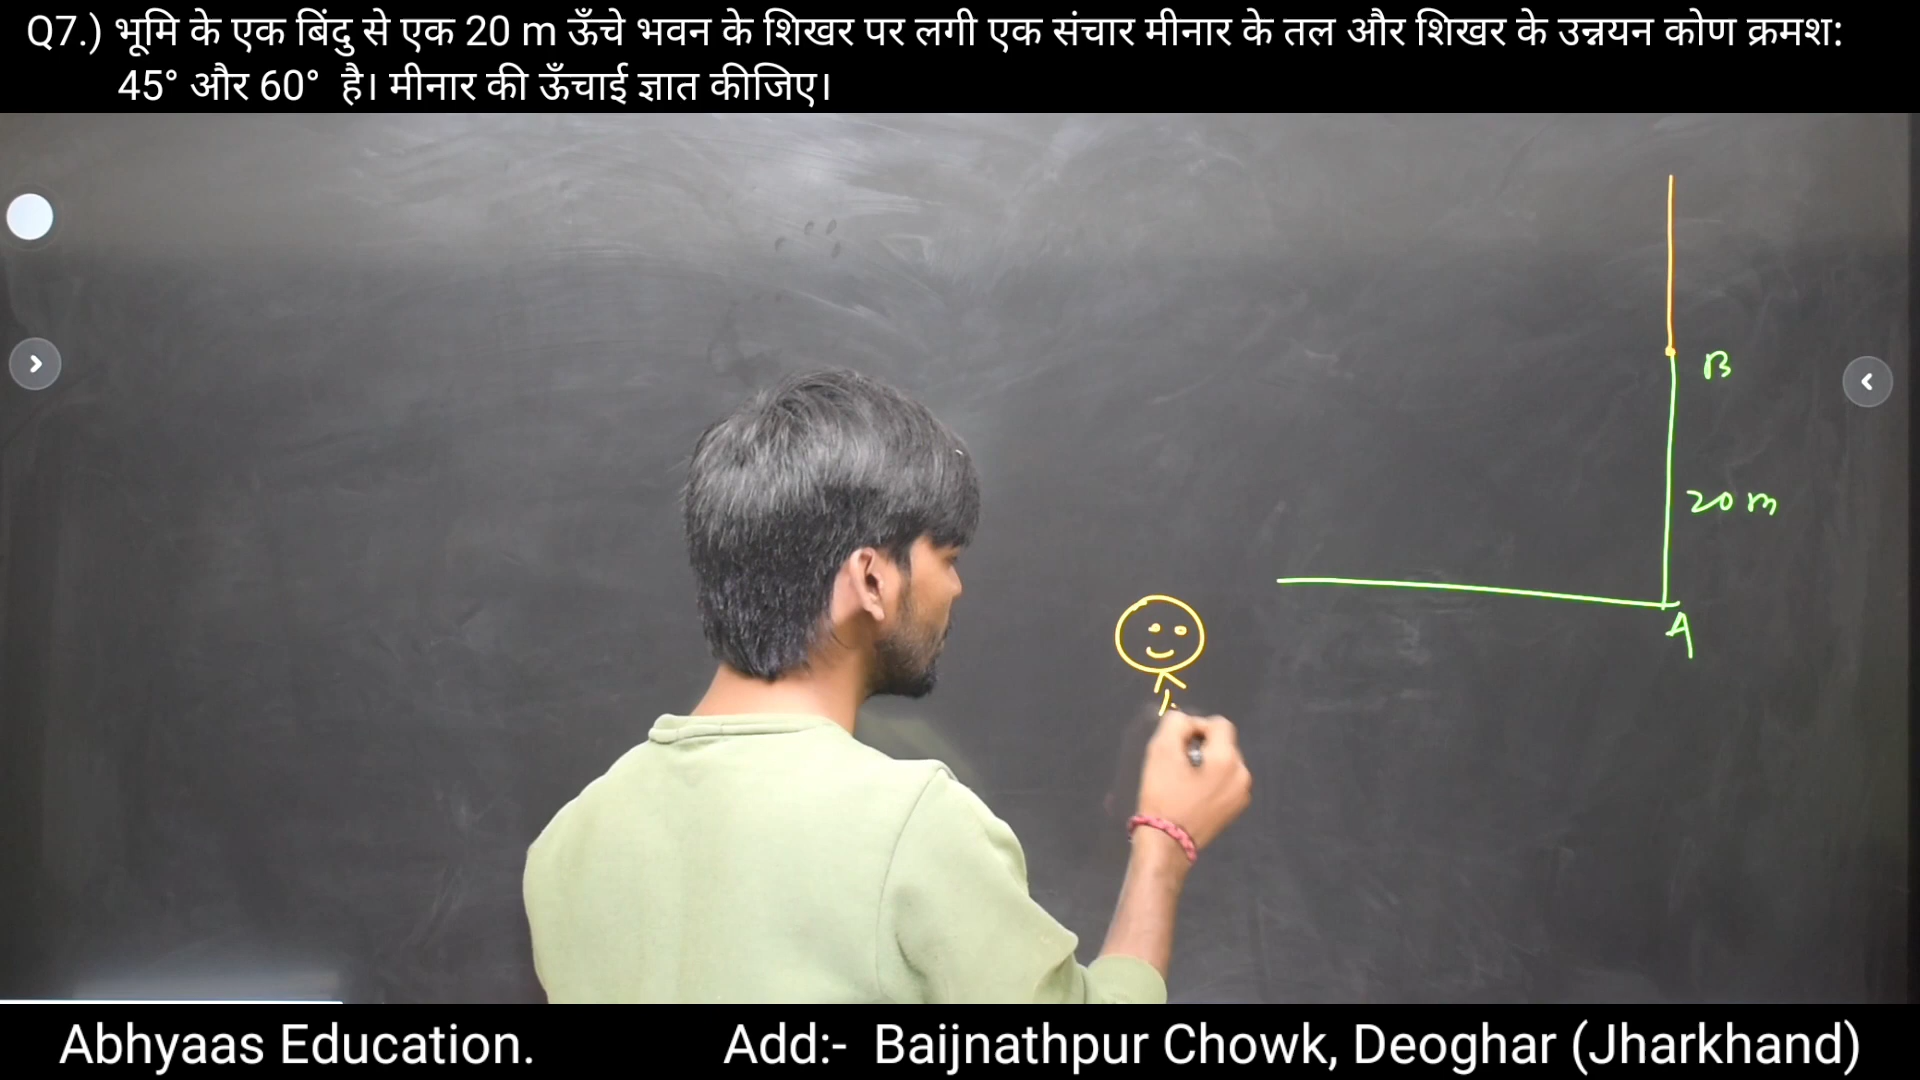 Q7.) भूमि के एक बिंदु से एक 20 m ऊँचे भवन के शिखर पर लगी एक संचार मीनार के तल और शिखर के उन्नयन कोण क्रमश:
45° और 60° है। मीनार की ऊँचाई ज्ञात कीजिए।
B
20 m
A
Abhyaas Education. Add:- Baijnathpur Chowk, Deoghar (Jharkhand)